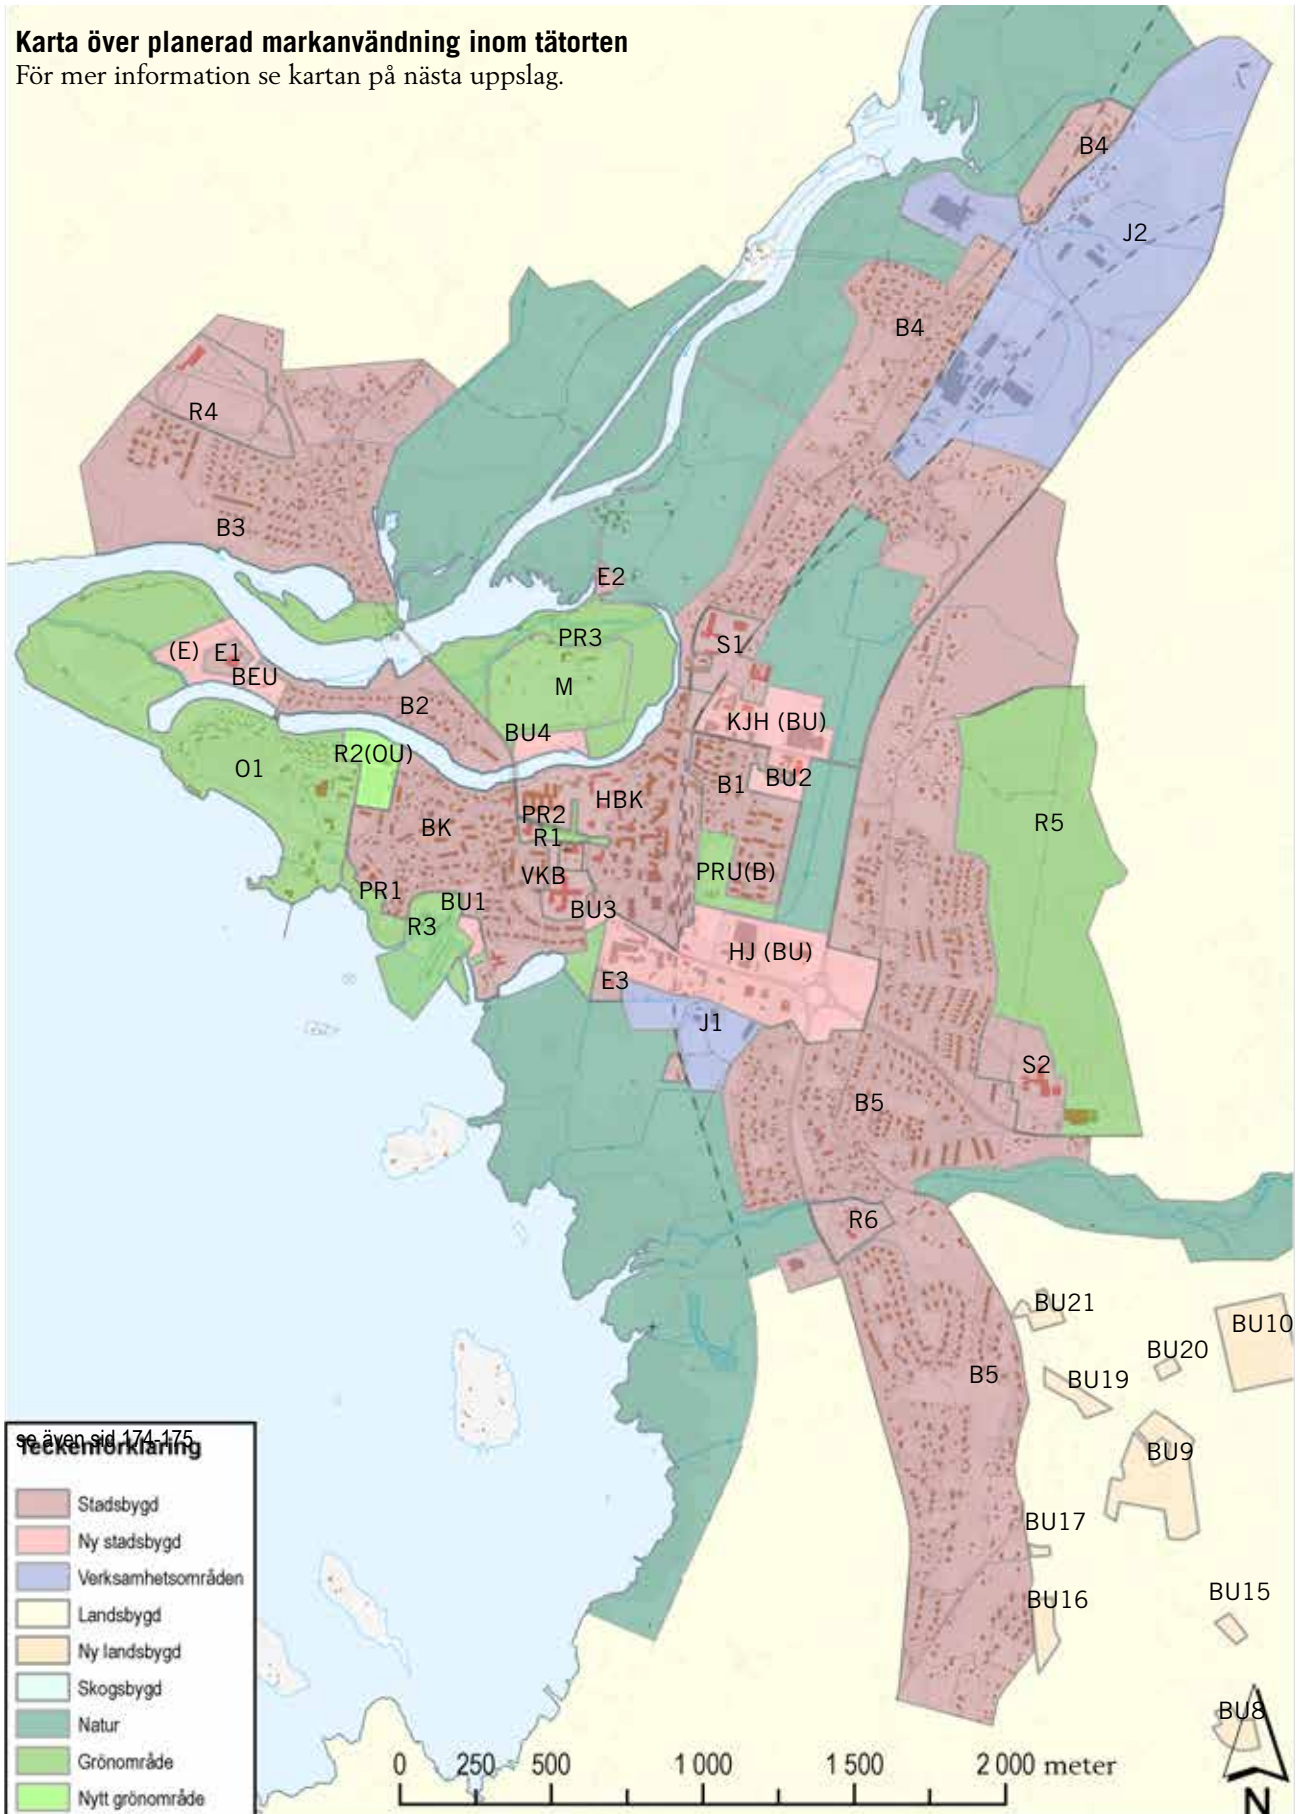 Karta över planerad markanvändning inom tätorten
För mer information se kartan på nästa uppslag.
B4
J2
B4
R4
B3
E2
(E) E1
BEU
PR3
S1
M
B2
BU4
KJH (BU)
R2(OU)
O1
B1 BU2
HBK
PR2
BK
R1
R5
VKB
PRU(B)
PR1
BU1
BU3
R3
HJ (BU)
E3
J1
S2
B5
R6
BU21
BU10
BU20
B5
BU19
BU9
BU17
BU16
BU15
BU8
se även sid 174-175
Teckenförklaring
Stadsbygd
Ny stadsbygd
Verksamhetsområden
Landsbygd
Ny landsbygd
Skogsbygd
Natur
Grönområde
Nytt grönområde
0 250 500 1 000 1 500 2 000 meter
N